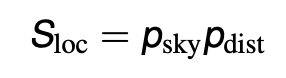 S_loc = p_sky p_dist